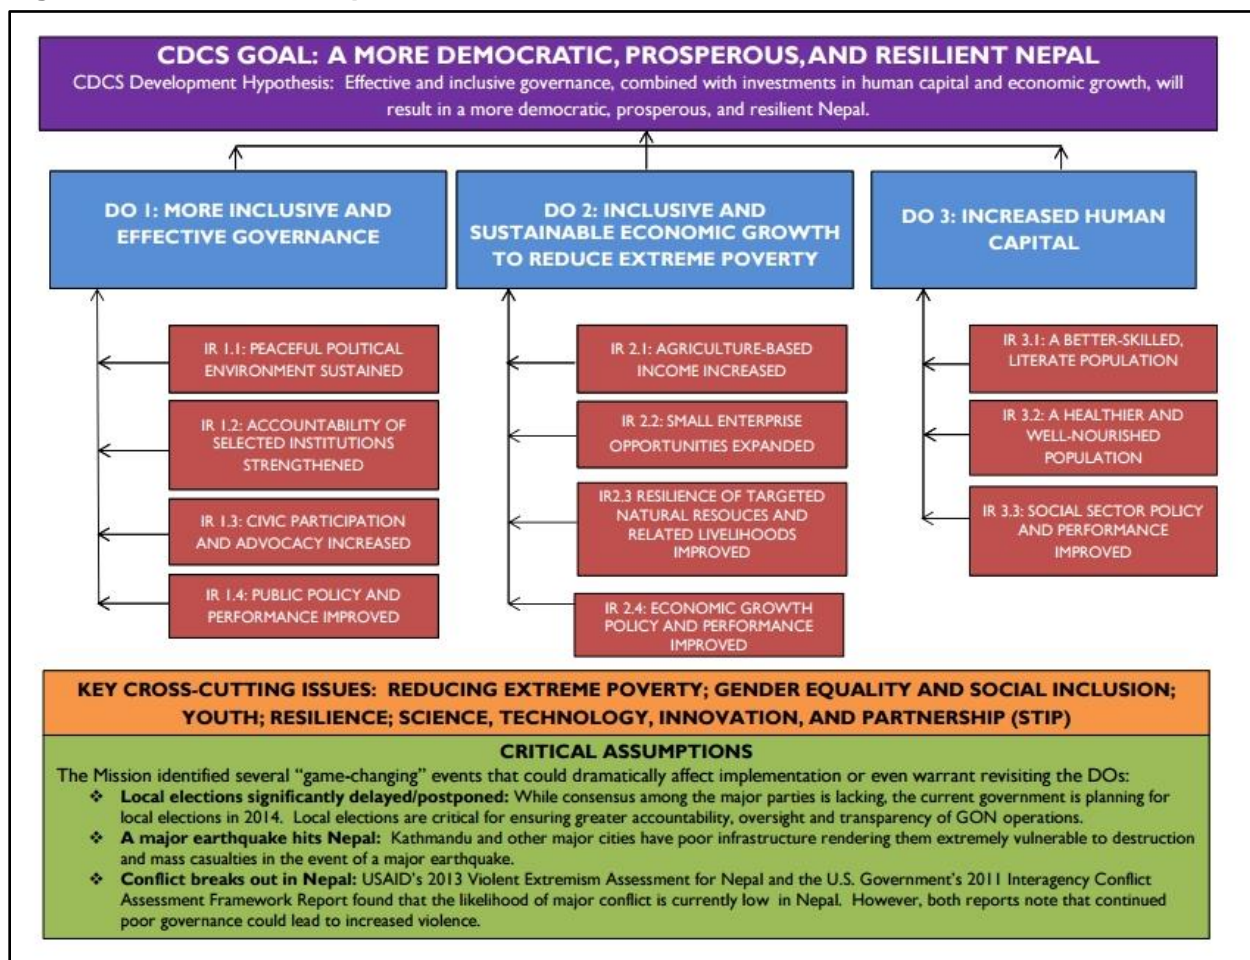 CDCS GOAL: A MORE DEMOCRATIC, PROSPEROUS, AND RESILIENT NEPAL
CDCS Development Hypothesis: Effective and inclusive governance, combined with investments in human capital and economic growth, will
result in a more democratic, prosperous, and resilient Nepal.
DO 1: MORE INCLUSIVE AND
EFFECTIVE GOVERNANCE
IR 1.1: PEACEFUL POLITICAL
ENVIRONMENT SUSTAINED
IR 1.2: ACCOUNTABILITY OF
SELECTED INSTITUTIONS
STRENGTHENED
IR 1.3: CIVIC PARTICIPATION
AND ADVOCACY INCREASED
IR 1.4: PUBLIC POLICY AND
PERFORMANCE IMPROVED
DO 2: INCLUSIVE AND
SUSTAINABLE ECONOMIC GROWTH
TO REDUCE EXTREME POVERTY
IR 2.1: AGRICULTURE-BASED
INCOME INCREASED
IR 2.2: SMALL ENTERPRISE
OPPORTUNITIES EXPANDED
IR2.3 RESILIENCE OF TARGETED
NATURAL RESOUCES AND
RELATED LIVELIHOODS
IMPROVED
IR 2.4: ECONOMIC GROWTH
POLICY AND PERFORMANCE
IMPROVED
DO 3: INCREASED HUMAN
CAPITAL
IR 3.1: A BETTER-SKILLED,
LITERATE POPULATION
IR 3.2: A HEALTHIER AND
WELL-NOURISHED
POPULATION
IR 3.3: SOCIAL SECTOR POLICY
AND PERFORMANCE
IMPROVED
KEY CROSS-CUTTING ISSUES: REDUCING EXTREME POVERTY; GENDER EQUALITY AND SOCIAL INCLUSION;
YOUTH; RESILIENCE; SCIENCE, TECHNOLOGY, INNOVATION, AND PARTNERSHIP (STIP)
CRITICAL ASSUMPTIONS
The Mission identified several "game-changing" events that could dramatically affect implementation or even warrant revisiting the DOs:
❖ Local elections significantly delayed/postponed: While consensus among the major parties is lacking, the current government is planning for
local elections in 2014. Local elections are critical for ensuring greater accountability, oversight and transparency of GON operations.
❖ A major earthquake hits Nepal: Kathmandu and other major cities have poor infrastructure rendering them extremely vulnerable to destruction
and mass casualties in the event of a major earthquake.
❖ Conflict breaks out in Nepal: USAID's 2013 Violent Extremism Assessment for Nepal and the U.S. Government's 2011 Interagency Conflict
Assessment Framework Report found that the likelihood of major conflict is currently low in Nepal. However, both reports note that continued
poor governance could lead to increased violence.